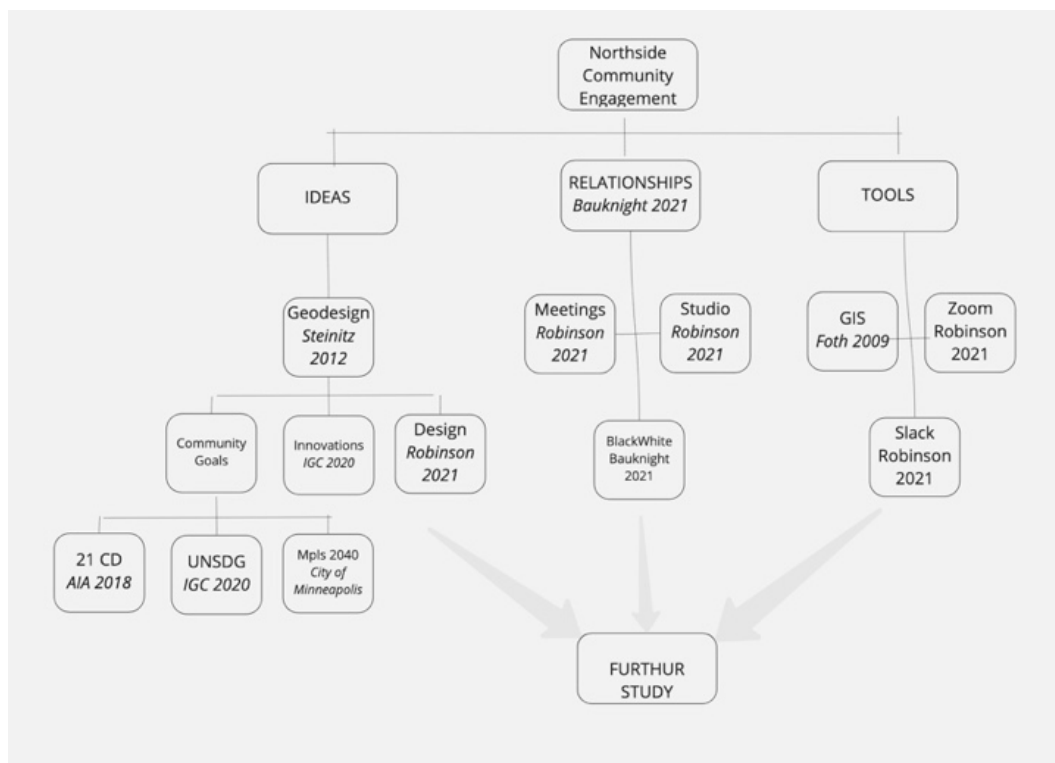 Northside
Community
Engagement
IDEAS
RELATIONSHIPS
Bauknight 2021
TOOLS
Geodesign
Steinitz
2012
Meetings
Robinson
2021
Studio
Robinson
2021
GIS
Foth 2009
Zoom
Robinson
2021
Community
Goals
Innovations
IGC 2020
Design
Robinson
2021
BlackWhite
Bauknight
2021
Slack
Robinson
2021
21 CD
AIA 2018
UNSDG
IGC 2020
Mpls 2040
City of
Minneapolis
FURTHUR
STUDY